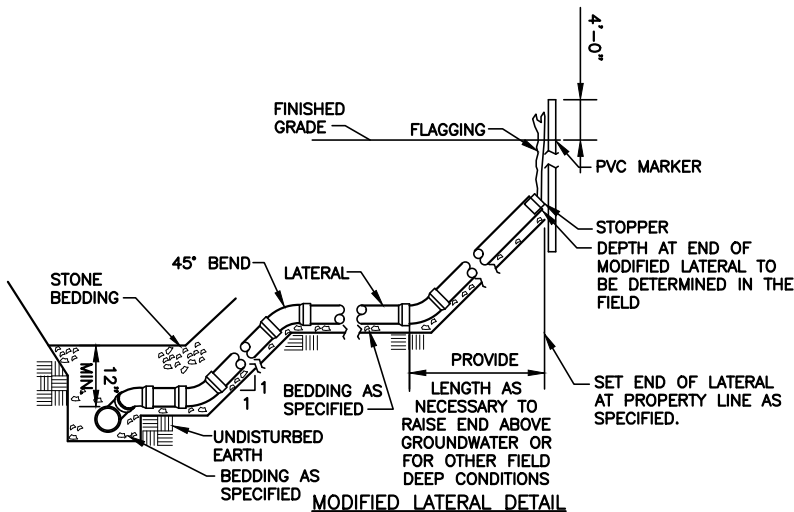 4'-0"
FINISHED
GRADE
FLAGGING
PVC MARKER
STOPPER
DEPTH AT END OF
MODIFIED LATERAL TO
BE DETERMINED IN THE
FIELD
45° BEND
LATERAL
STONE
BEDDING
12"
MIN.
1
1
PROVIDE
LENGTH AS
NECESSARY TO
RAISE END ABOVE
GROUNDWATER OR
FOR OTHER FIELD
DEEP CONDITIONS
SET END OF LATERAL
AT PROPERTY LINE AS
SPECIFIED.
BEDDING AS
SPECIFIED
UNDISTURBED
EARTH
BEDDING AS
SPECIFIED
MODIFIED LATERAL DETAIL